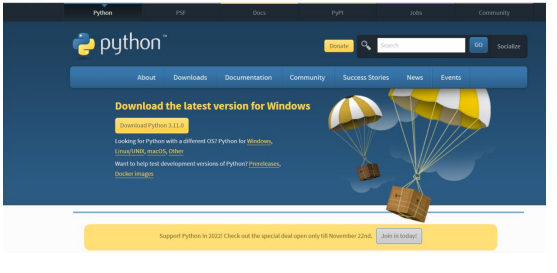 Python PSF Docs PyPI Jobs Community
python™ Donate Search GO Socialize
About Downloads Documentation Community Success Stories News Events
Download the latest version for Windows
Download Python 3.11.0
Looking for Python with a different OS? Python for Windows,
Linux/UNIX, macOS, Other
Want to help test development versions of Python? Prereleases,
Docker images
Support Python in 2022! Check out the special deal open only till November 22nd. Join in today!